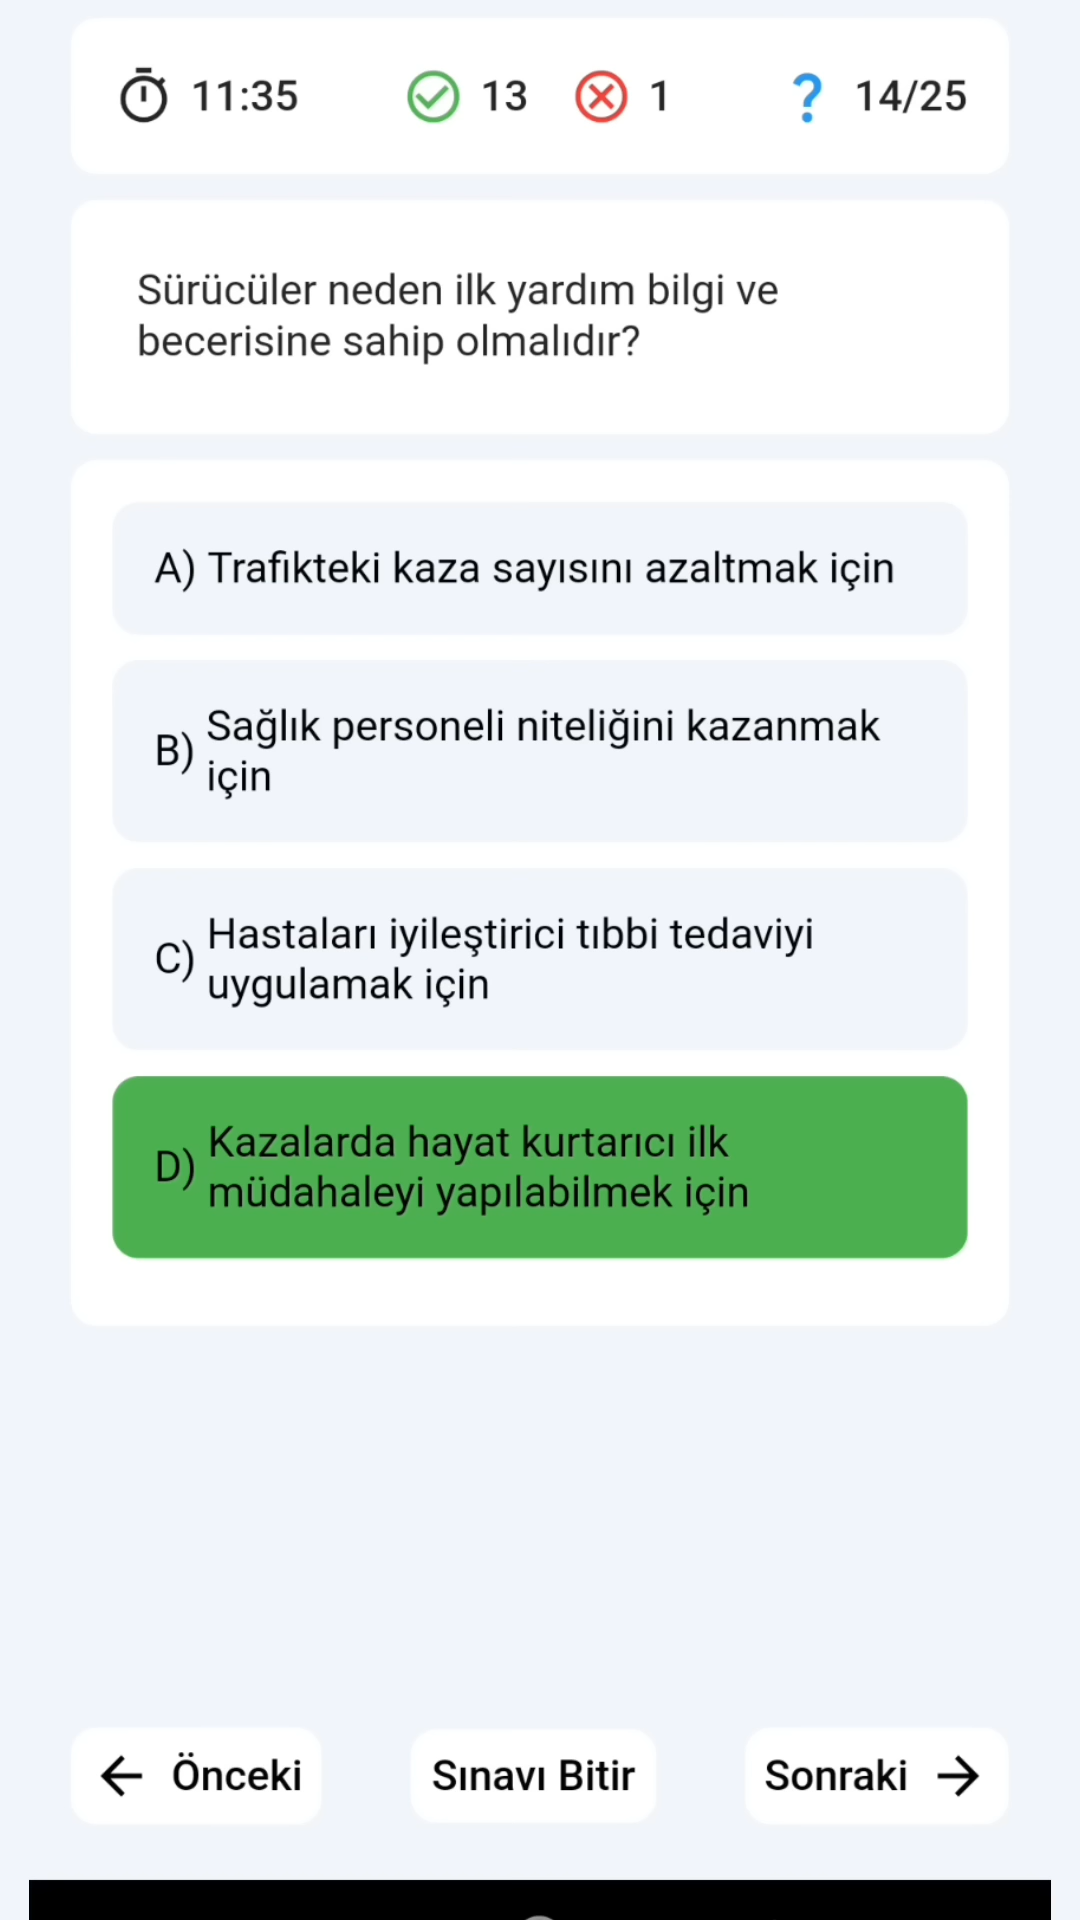 11:35 13 1 ? 14/25
Sürücüler neden ilk yardım bilgi ve
becerisine sahip olmalıdır?
A) Trafikteki kaza sayısını azaltmak için
B) Sağlık personeli niteliğini kazanmak
için
C) Hastaları iyileştirici tıbbi tedaviyi
uygulamak için
D) Kazalarda hayat kurtarıcı ilk
müdahaleyi yapılabilmek için
← Önceki Sınavı Bitir Sonraki →